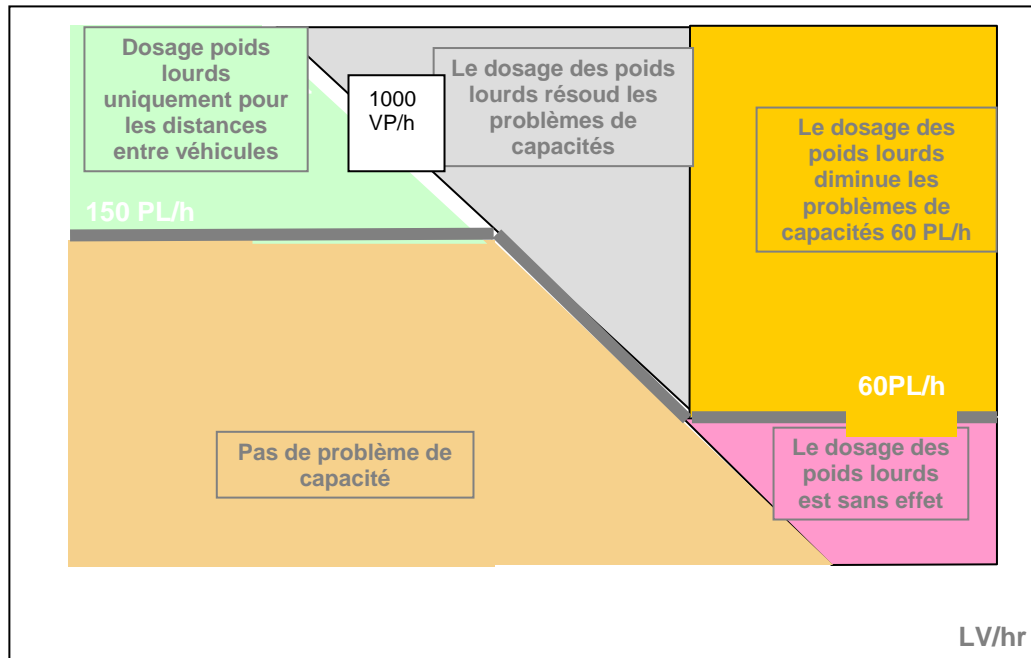 Dosage poids
lourds
uniquement pour
les distances
entre véhicules
1000
VP/h
Le dosage des poids
lourds résoud les
problèmes de
capacités
Le dosage des
poids lourds
diminue les
problèmes de
capacités 60 PL/h
150 PL/h
60PL/h
Pas de problème de
capacité
Le dosage des
poids lourds
est sans effet
LV/hr